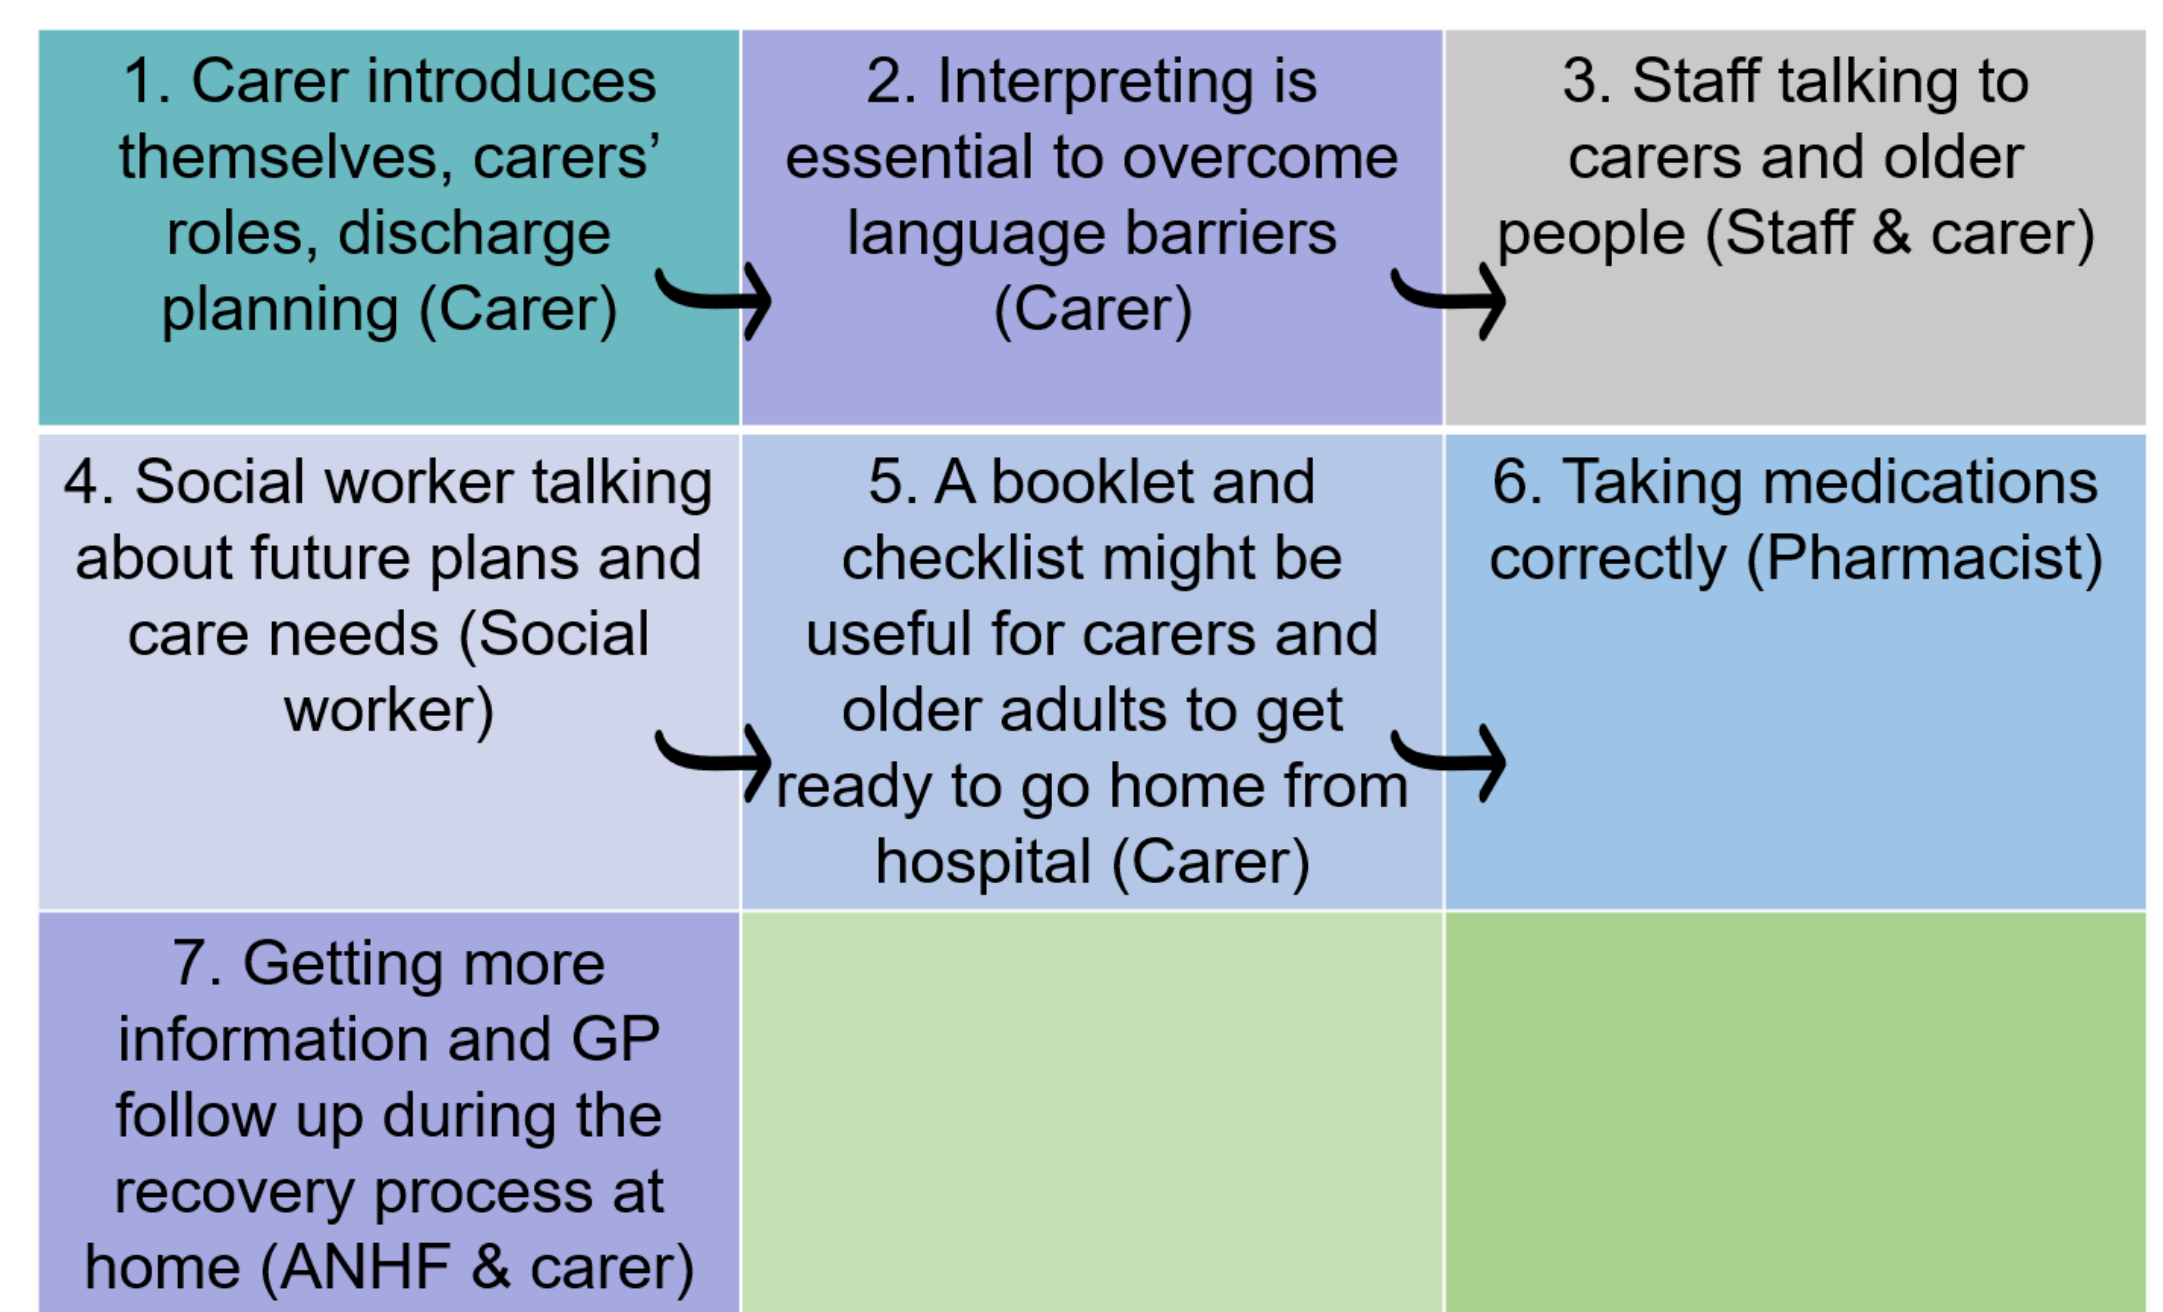 1. Carer introduces
themselves, carers’
roles, discharge
planning (Carer)
2. Interpreting is
essential to overcome
language barriers
(Carer)
3. Staff talking to
carers and older
people (Staff & carer)
4. Social worker talking
about future plans and
care needs (Social
worker)
5. A booklet and
checklist might be
useful for carers and
older adults to get
ready to go home from
hospital (Carer)
6. Taking medications
correctly (Pharmacist)
7. Getting more
information and GP
follow up during the
recovery process at
home (ANHF & carer)